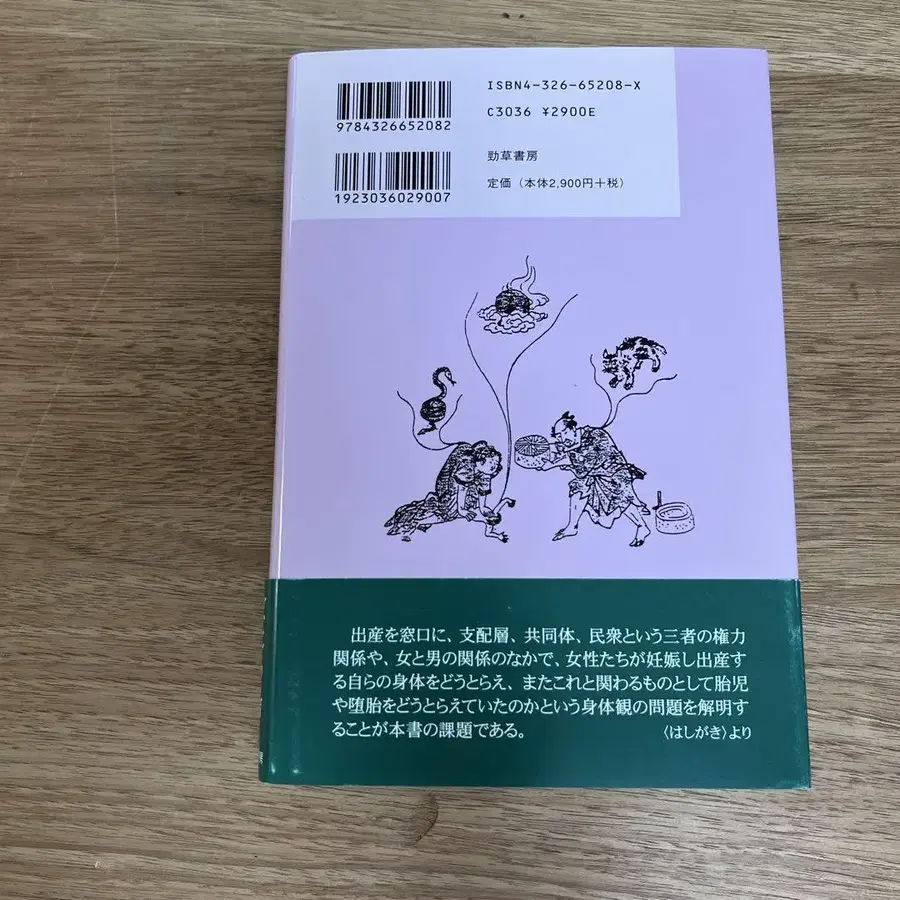 ISBN4-326-65208-X
C3036 ¥2900E
9784326652082
勁草書房
定価（本体2,900円＋税）
1923036029007
出産を窓口に、支配層、共同体、民衆という三者の権力
関係や、女と男の関係のなかで、女性たちが妊娠し出産す
る自らの身体をどうとらえ、またこれと関わるものとして胎児
や堕胎をどうとらえていたのかという身体観の問題を解明す
ることが本書の課題である。 〈はしがき〉より